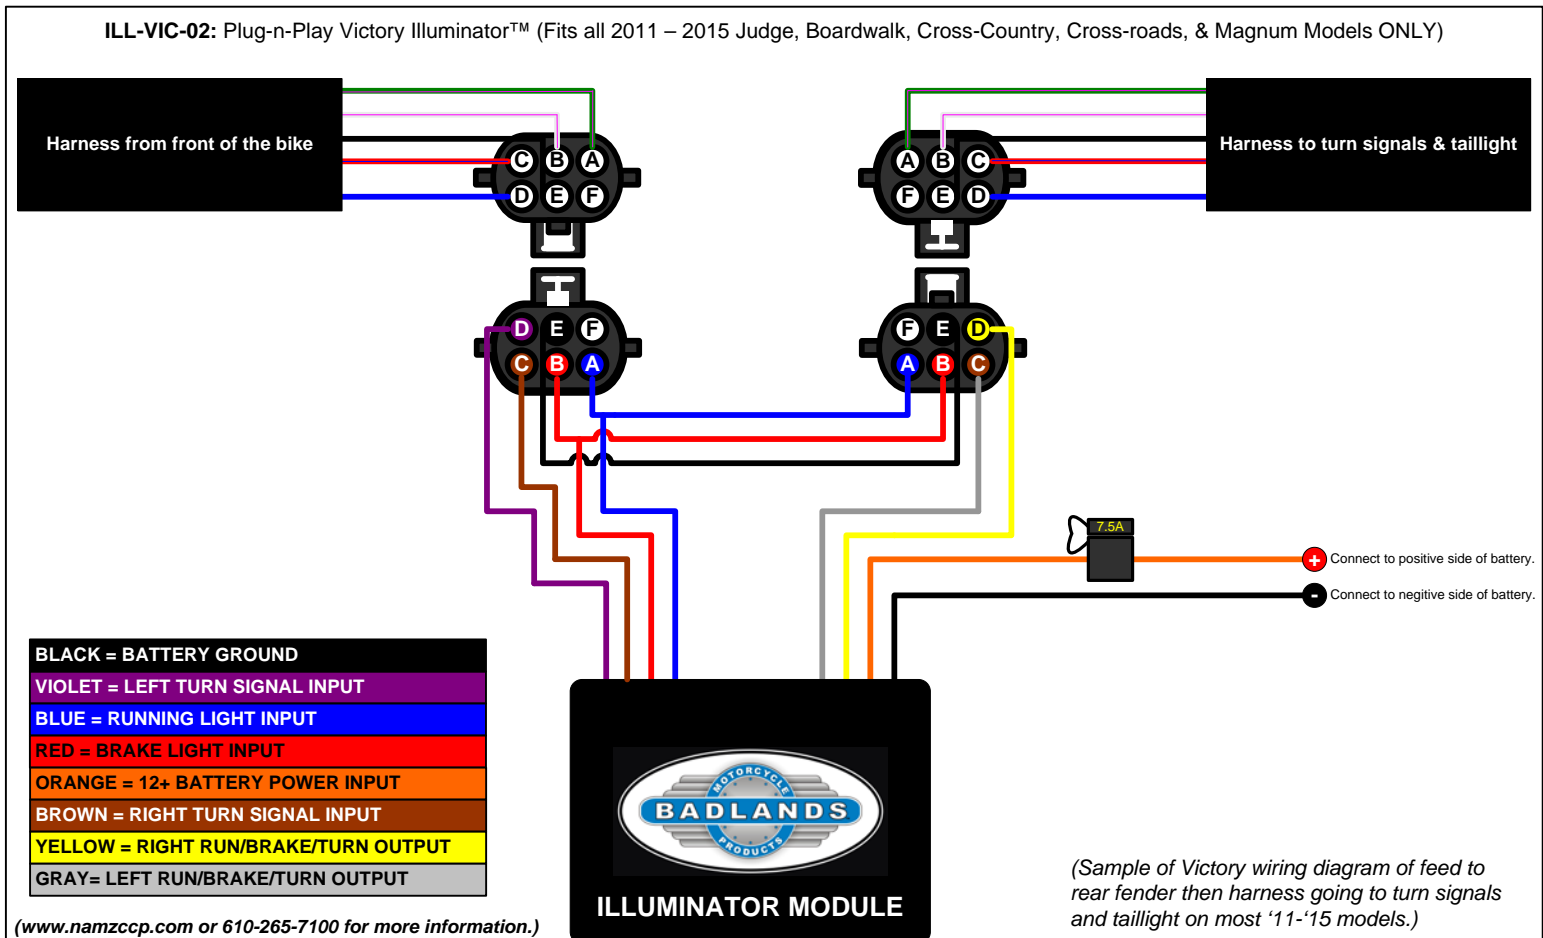 ILL-VIC-02: Plug-n-Play Victory Illuminator™ (Fits all 2011 – 2015 Judge, Boardwalk, Cross-Country, Cross-roads, & Magnum Models ONLY)
Harness from front of the bike
C B A
D E F
A B C
F E D
Harness to turn signals & taillight
D E F
C B A
F E D
A B C
7.5A
+ Connect to positive side of battery.
- Connect to negitive side of battery.
BLACK = BATTERY GROUND
VIOLET = LEFT TURN SIGNAL INPUT
BLUE = RUNNING LIGHT INPUT
RED = BRAKE LIGHT INPUT
ORANGE = 12+ BATTERY POWER INPUT
BROWN = RIGHT TURN SIGNAL INPUT
YELLOW = RIGHT RUN/BRAKE/TURN OUTPUT
GRAY= LEFT RUN/BRAKE/TURN OUTPUT
(www.namzccp.com or 610-265-7100 for more information.)
MOTORCYCLE
BADLANDS
PRODUCTS
ILLUMINATOR MODULE
(Sample of Victory wiring diagram of feed to
rear fender then harness going to turn signals
and taillight on most ‘11-‘15 models.)